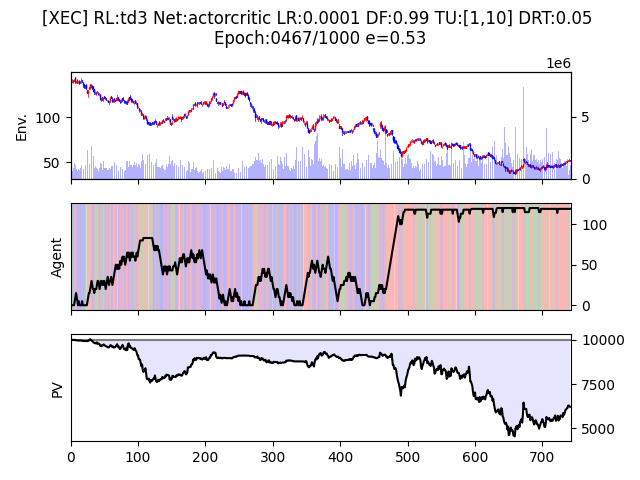 [XEC] RL:td3 Net:actorcritic LR:0.0001 DF:0.99 TU:[1,10] DRT:0.05
Epoch:0467/1000 e=0.53
1e6
Env.
100
50
5
0
Agent
100
50
0
PV
10000
7500
5000
0 100 200 300 400 500 600 700